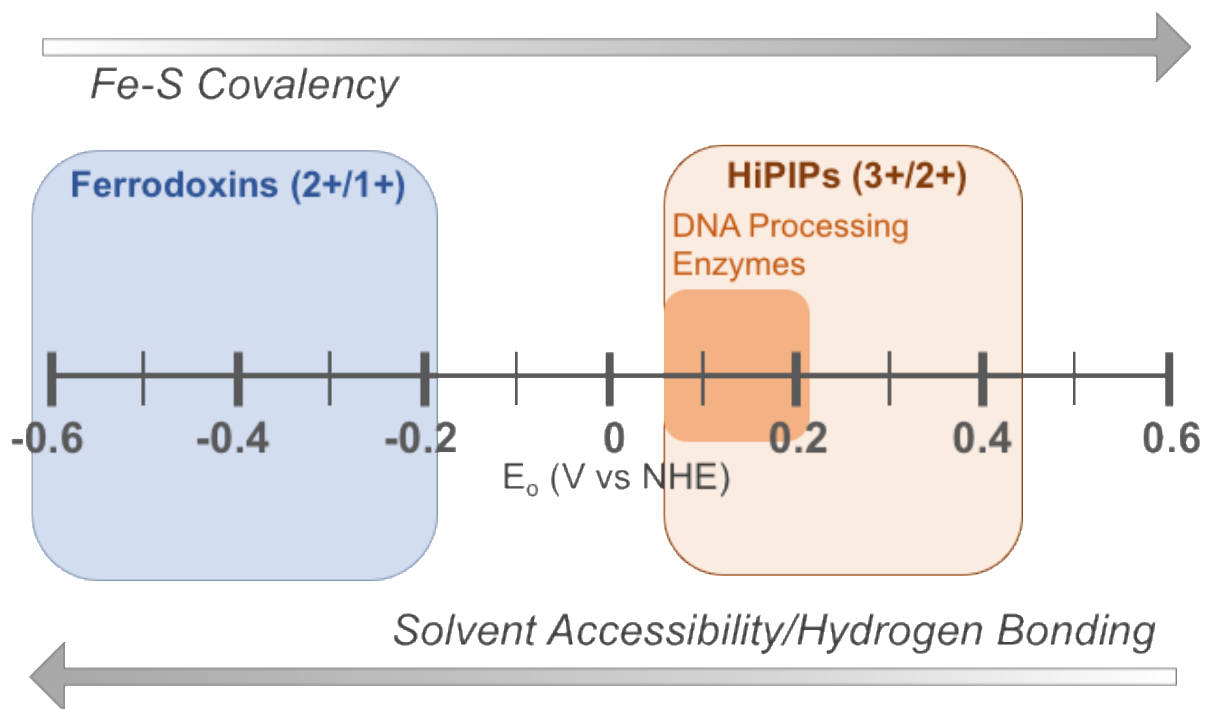 Fe-S Covalency
Ferrodoxins (2+/1+)
HiPIPs (3+/2+)
DNA Processing
Enzymes
-0.6 -0.4 -0.2 0 0.2 0.4 0.6
Eₒ (V vs NHE)
Solvent Accessibility/Hydrogen Bonding